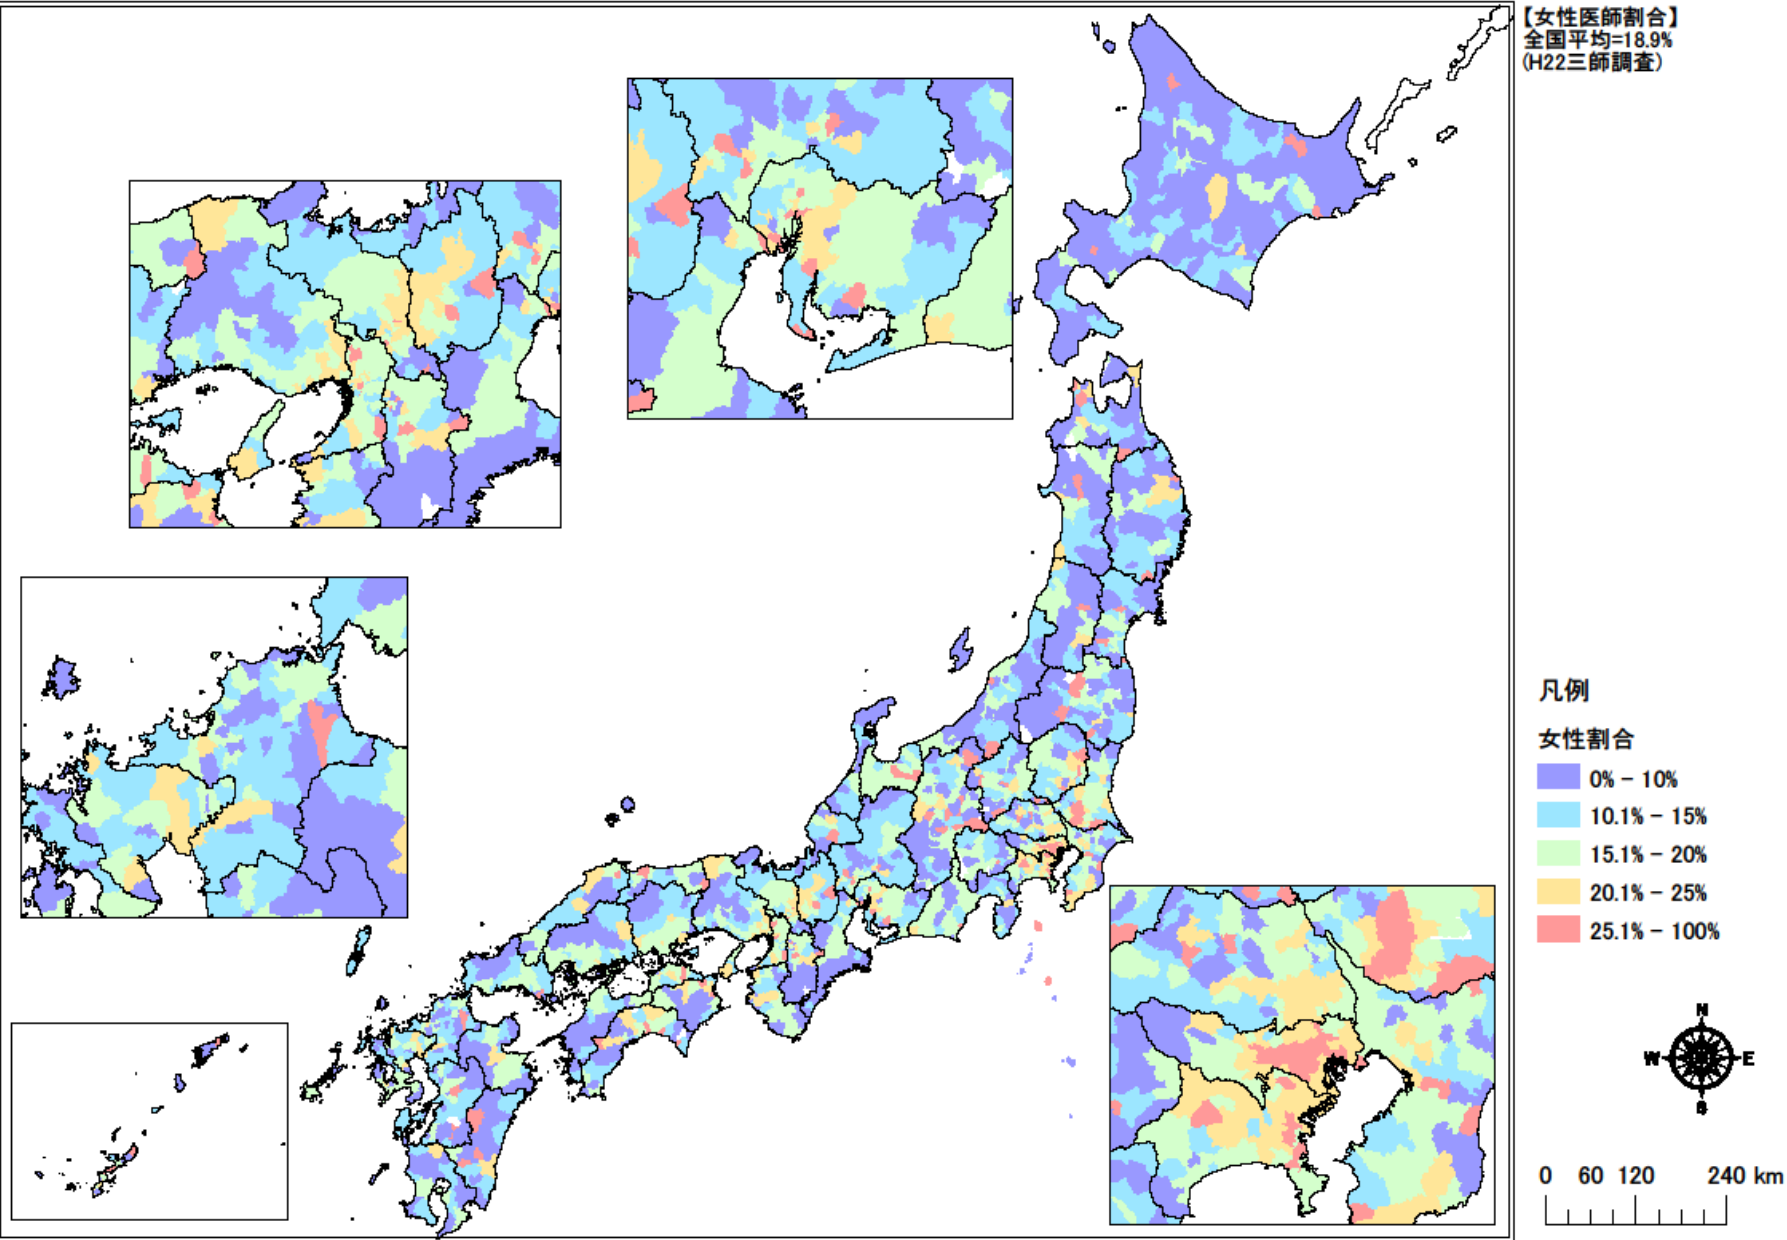 【女性医師割合】
全国平均=18.9%
(H22三師調査)
凡例
女性割合
0% - 10%
10.1% - 15%
15.1% - 20%
20.1% - 25%
25.1% - 100%
N
W E
S
0 60 120 240 km